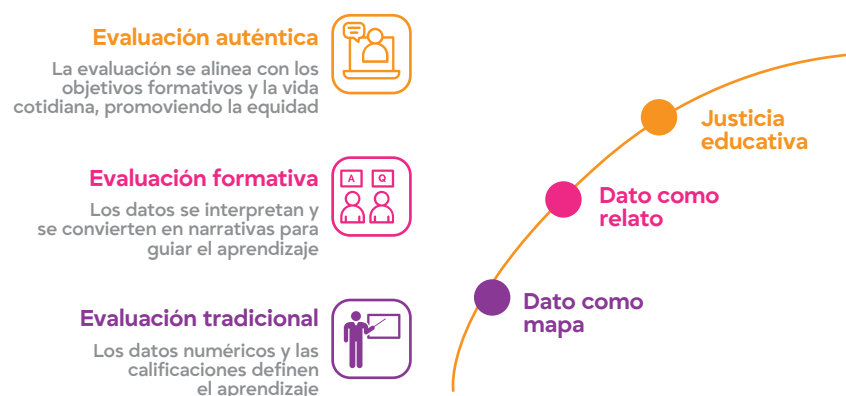 Evaluación auténtica
La evaluación se alinea con los
objetivos formativos y la vida
cotidiana, promoviendo la equidad
Evaluación formativa
Los datos se interpretan y
se convierten en narrativas para
guiar el aprendizaje
Evaluación tradicional
Los datos numéricos y las
calificaciones definen
el aprendizaje
A
Q
Justicia
educativa
Dato como
relato
Dato como
mapa